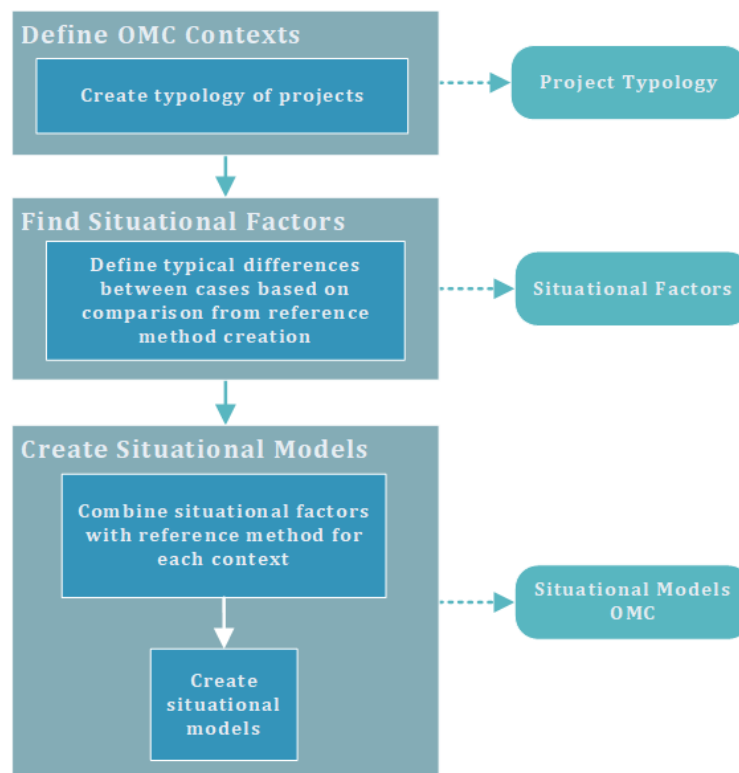 Define OMC Contexts
Create typology of projects
Project Typology
Find Situational Factors
Define typical differences
between cases based on
comparison from reference
method creation
Situational Factors
Create Situational Models
Combine situational factors
with reference method for
each context
Situational Models
OMC
Create
situational
models